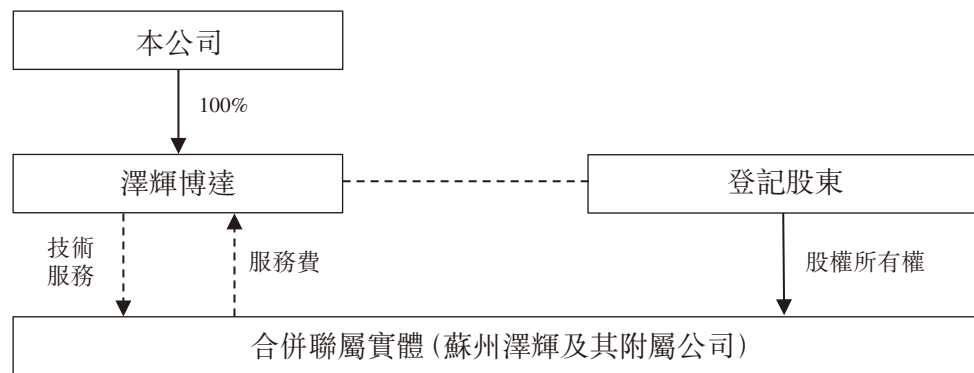 本公司
100%
澤輝博達
登記股東
技術
服務
服務費
股權所有權
合併聯屬實體(蘇州澤輝及其附屬公司)